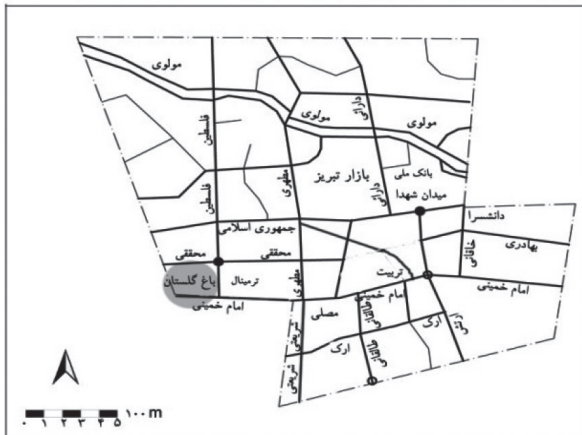 مولوی
مولوی
مولوی
دارائی
فلسطین
بانک ملی
بازار تبریز
مطهری
دارائی
میدان شهدا
فلسطین
دانشسرا
جمهوری اسلامی
بهادری
خاقانی
محققی
محققی
تربیت
باغ گلستان
ترمینال
مطهری
امام خمینی
امام خمینی
امام خمینی
مصلی
طالقانی
ارک
ارتش
شریعتی
ارک
طالقانی
شریعتی
۰ ۱ ۲ ۳ ۴ ۵ ۱۰۰ m